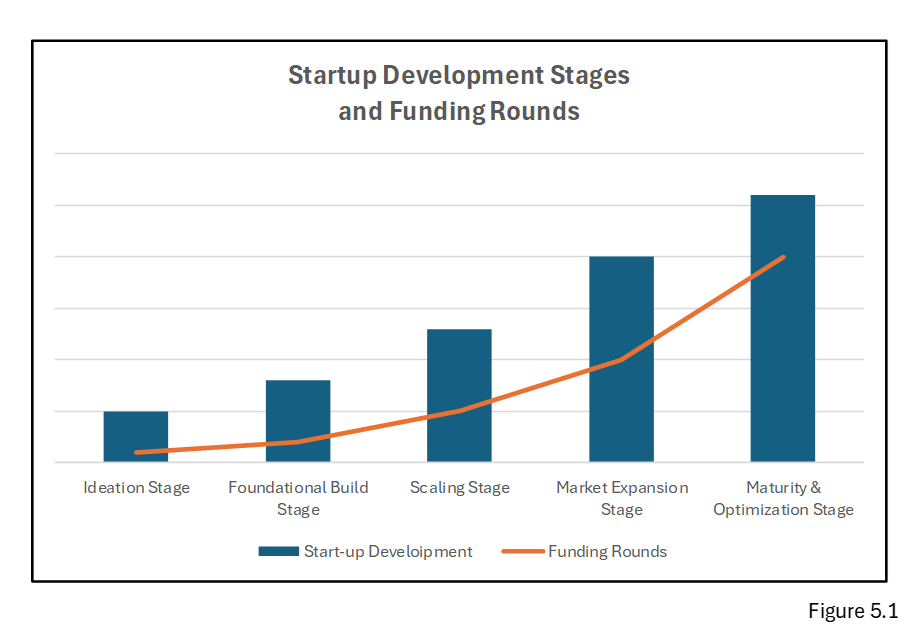 Startup Development Stages
and Funding Rounds
Ideation Stage
Foundational Build
Stage
Scaling Stage
Market Expansion
Stage
Maturity &
Optimization Stage
Start-up Develoipment
Funding Rounds
Figure 5.1